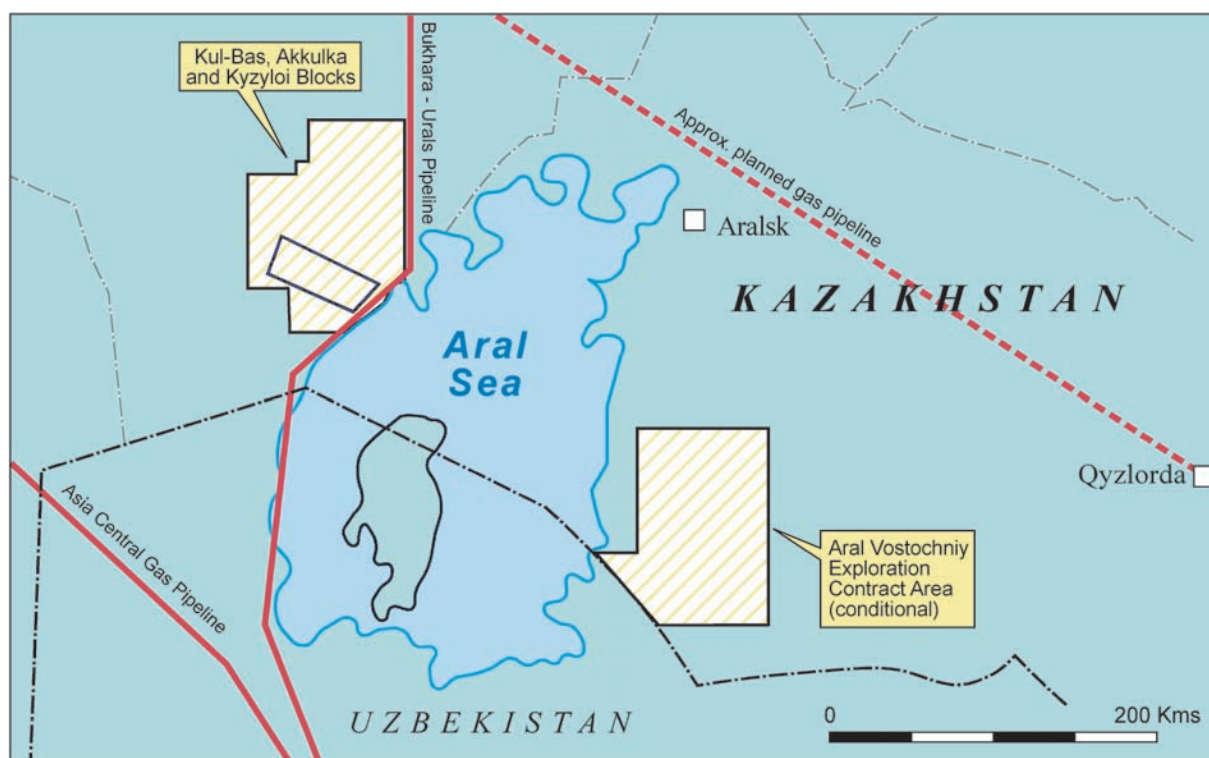 Kul-Bas, Akkulka
and Kyzyloi Blocks
Bukhara - Urals Pipeline
Approx. planned gas pipeline
Aralsk
KAZAKHSTAN
Aral
Sea
Qyzlorda
Asia Central Gas Pipeline
Aral Vostochniy
Exploration
Contract Area
(conditional)
UZBEKISTAN
0
200 Kms